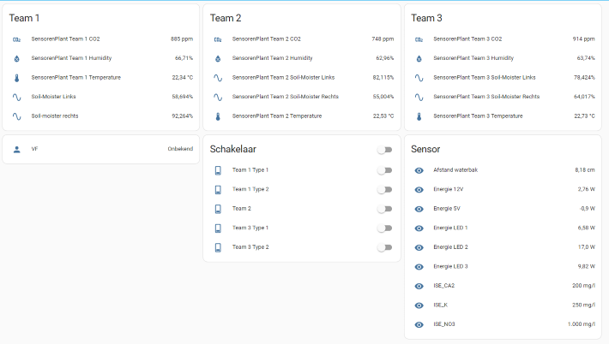 Team 1
SensorenPlant Team 1 CO2 885 ppm
SensorenPlant Team 1 Humidity 66,71%
SensorenPlant Team 1 Temperature 22,34 °C
Soil-Moister Links 58,694%
Soil-moister rechts 92,264%
VF Onbekend
Team 2
SensorenPlant Team 2 CO2 748 ppm
SensorenPlant Team 2 Humidity 62,96%
SensorenPlant Team 2 Soil-Moister Links 82,115%
SensorenPlant Team 2 Soil-Moister Rechts 55,004%
SensorenPlant Team 2 Temperature 22,53 °C
Schakelaar
Team 1 Type 1
Team 1 Type 2
Team 2
Team 3 Type 1
Team 3 Type 2
Team 3
SensorenPlant Team 3 CO2 914 ppm
SensorenPlant Team 3 Humidity 63,74%
SensorenPlant Team 3 Soil-Moister Links 78,424%
SensorenPlant Team 3 Soil-Moister Rechts 64,017%
SensorenPlant Team 3 Temperature 22,73 °C
Sensor
Afstand waterbak 8,18 cm
Energie 12V 2,76 W
Energie 5V -0,9 W
Energie LED 1 6,58 W
Energie LED 2 17,0 W
Energie LED 3 9,82 W
ISE_CA2 200 mg/l
ISE_K 250 mg/l
ISE_NO3 1.000 mg/l